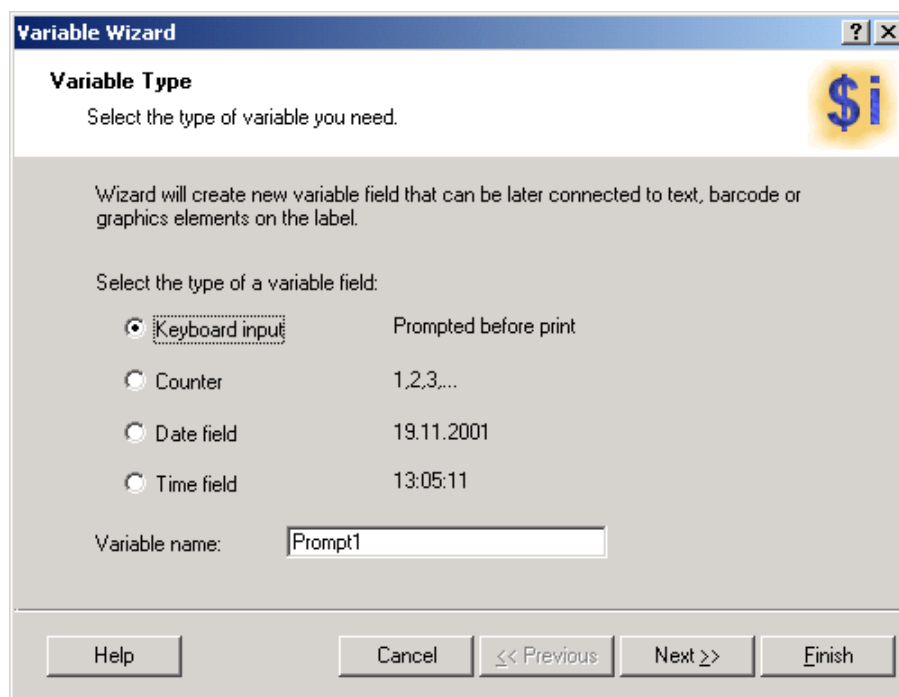 Variable Wizard
Variable Type
Select the type of variable you need.
$i
Wizard will create new variable field that can be later connected to text, barcode or
graphics elements on the label.
Select the type of a variable field:
Keyboard input Prompted before print
Counter 1,2,3,...
Date field 19.11.2001
Time field 13:05:11
Variable name: Prompt1
Help Cancel << Previous Next >> Finish